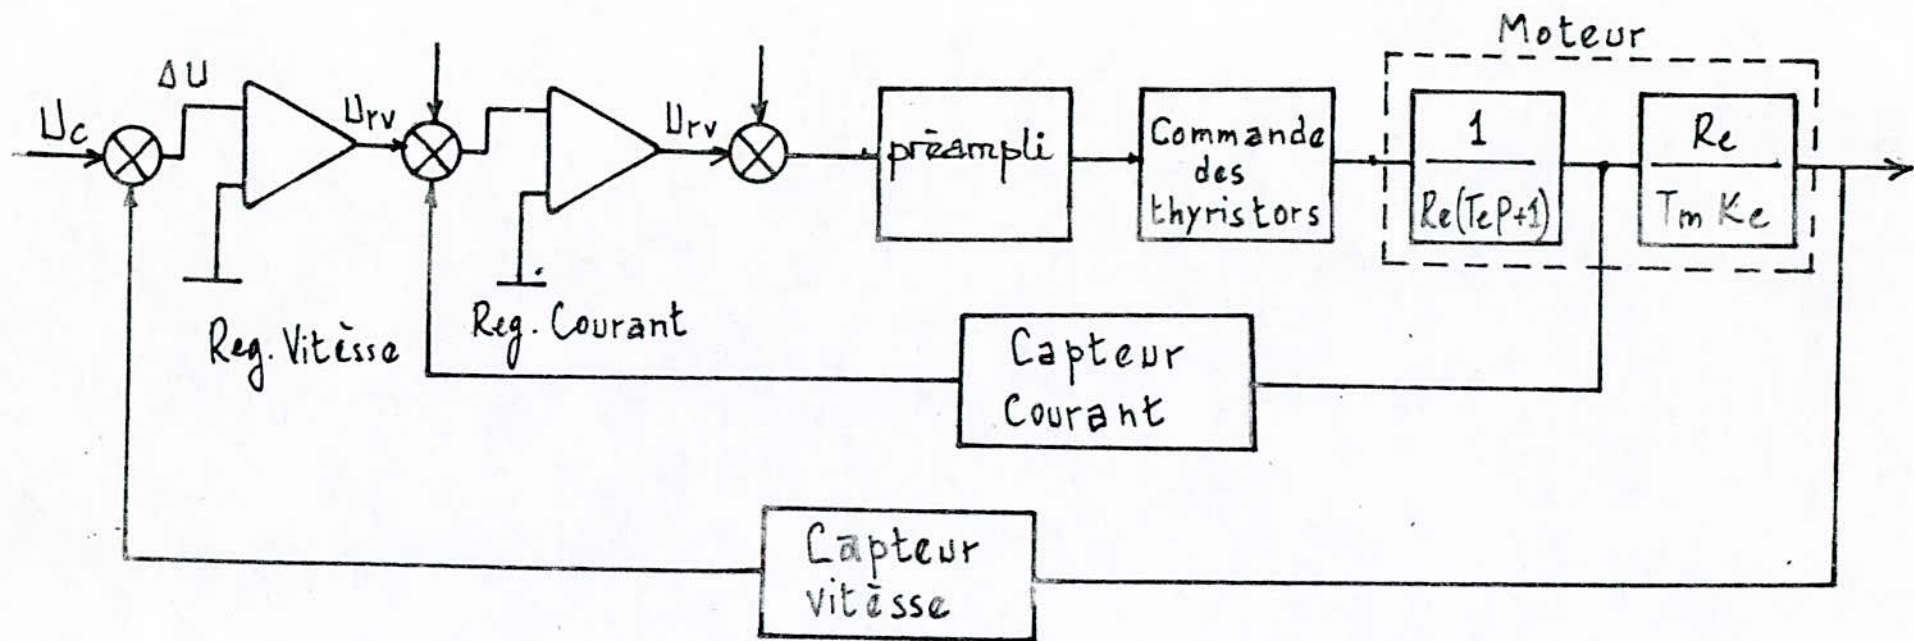 Moteur
ΔU
Uc
Urv
Urv
prèampli
Commande
des
thyristors
1
Re(TeP+1)
Re
Tm Ke
Reg. Vitèsse
Reg. Courant
Capteur
Courant
Capteur
vitèsse